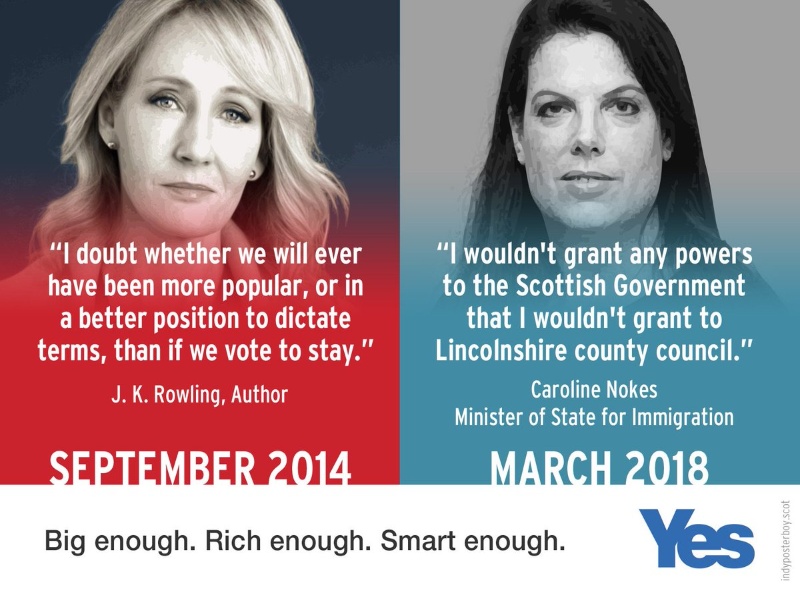 “I doubt whether we will ever
have been more popular, or in
a better position to dictate
terms, than if we vote to stay.”
J. K. Rowling, Author
SEPTEMBER 2014
“I wouldn't grant any powers
to the Scottish Government
that I wouldn't grant to
Lincolnshire county council.”
Caroline Nokes
Minister of State for Immigration
MARCH 2018
Big enough. Rich enough. Smart enough.
Yes
indyposterboy.scot